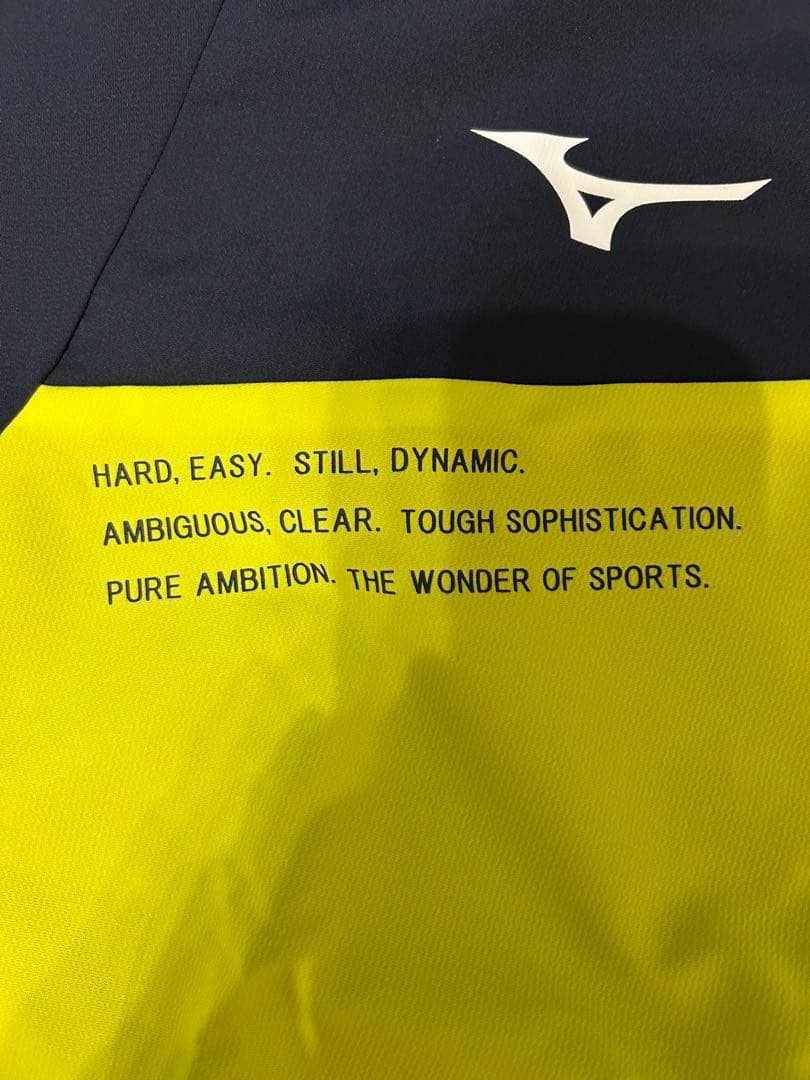 HARD, EASY. STILL, DYNAMIC.
AMBIGUOUS, CLEAR. TOUGH SOPHISTICATION.
PURE AMBITION. THE WONDER OF SPORTS.